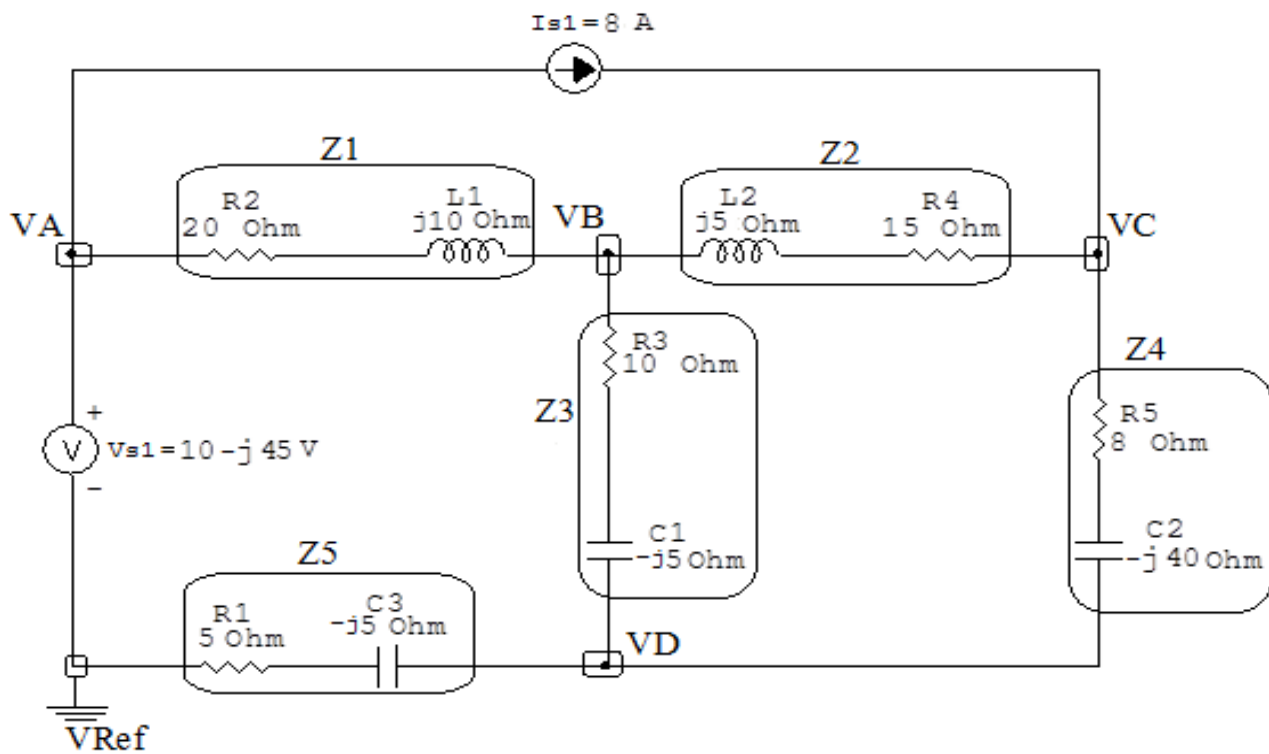 Is1=8 A
Z1
Z2
R2
20 Ohm
L1
j10 Ohm
L2
j5 Ohm
R4
15 Ohm
VA
VB
VC
R3
10 Ohm
Z3
Z4
R5
8 Ohm
+
V
Vs1=10-j 45 V
-
C1
-j5 Ohm
C2
-j 40 Ohm
Z5
R1
5 Ohm
C3
-j5 Ohm
VD
VRef